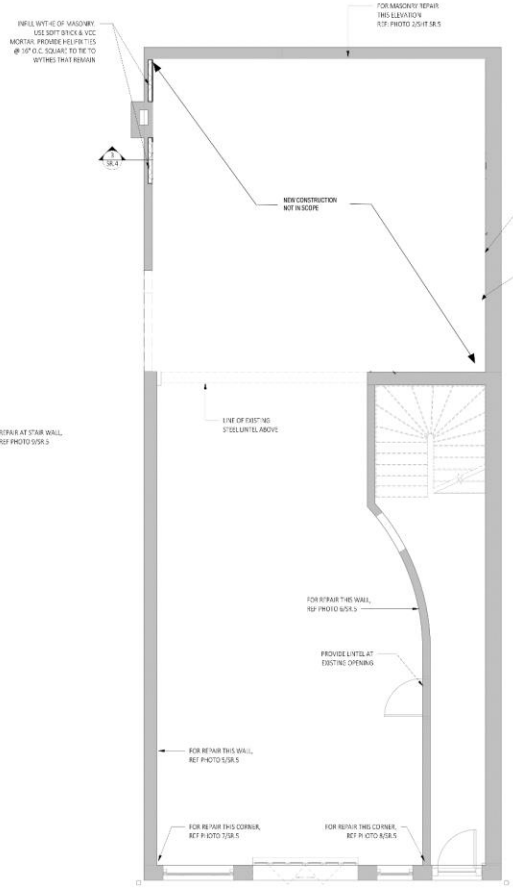 FOR MASONRY REPAIR
THIS ELEVATION
REF: PHOTO 2/SHT SR.5
INFILL WYTHE OF MASONRY.
USE SOFT BRICK & VCC
MORTAR. PROVIDE HELIFIX TIES
@ 16" O.C. SQUARE TO TIE TO
WYTHES THAT REMAIN
SR.4
NEW CONSTRUCTION
NOT IN SCOPE
LINE OF EXISTING
STEEL LINTEL ABOVE
REPAIR AT STAIR WALL,
REF PHOTO 9/SR.5
FOR REPAIR THIS WALL,
REF PHOTO 6/SR.5
PROVIDE LINTEL AT
EXISTING OPENING
FOR REPAIR THIS WALL,
REF PHOTO 5/SR.5
FOR REPAIR THIS CORNER,
REF PHOTO 7/SR.5
FOR REPAIR THIS CORNER,
REF PHOTO 8/SR.5